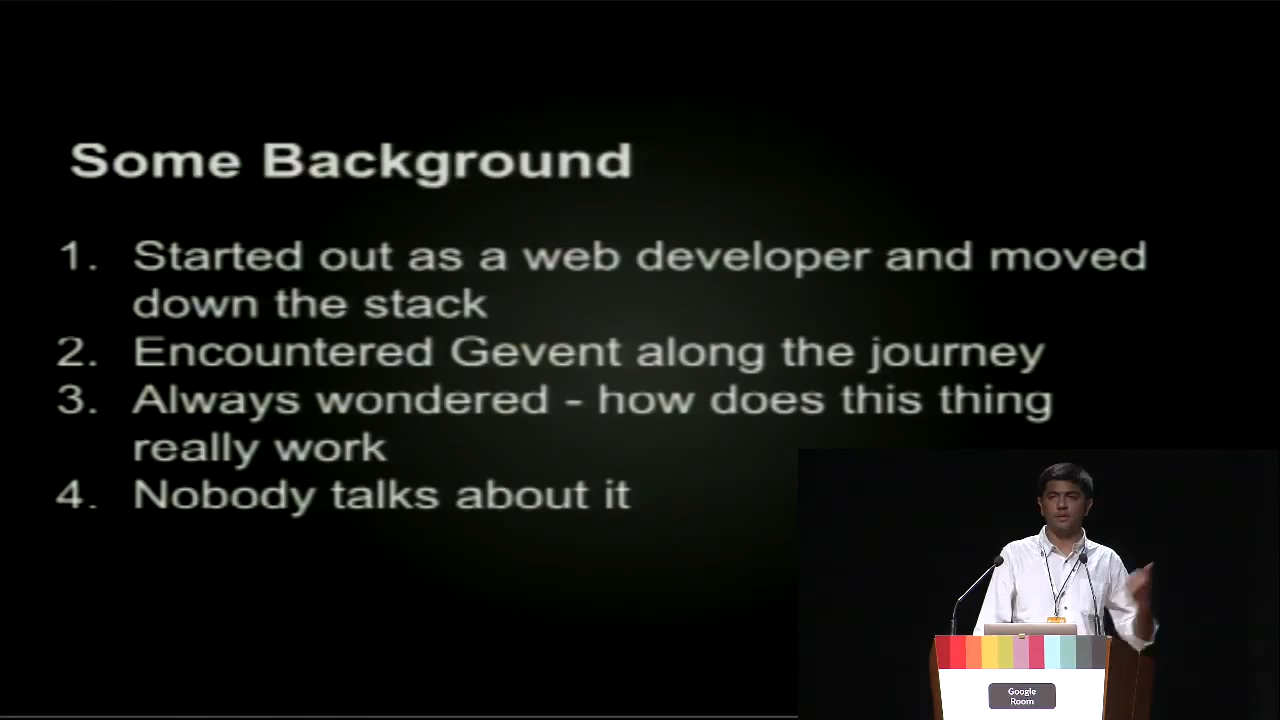 Some Background
1. Started out as a web developer and moved
down the stack
2. Encountered Gevent along the journey
3. Always wondered - how does this thing
really work
4. Nobody talks about it
Google
Room